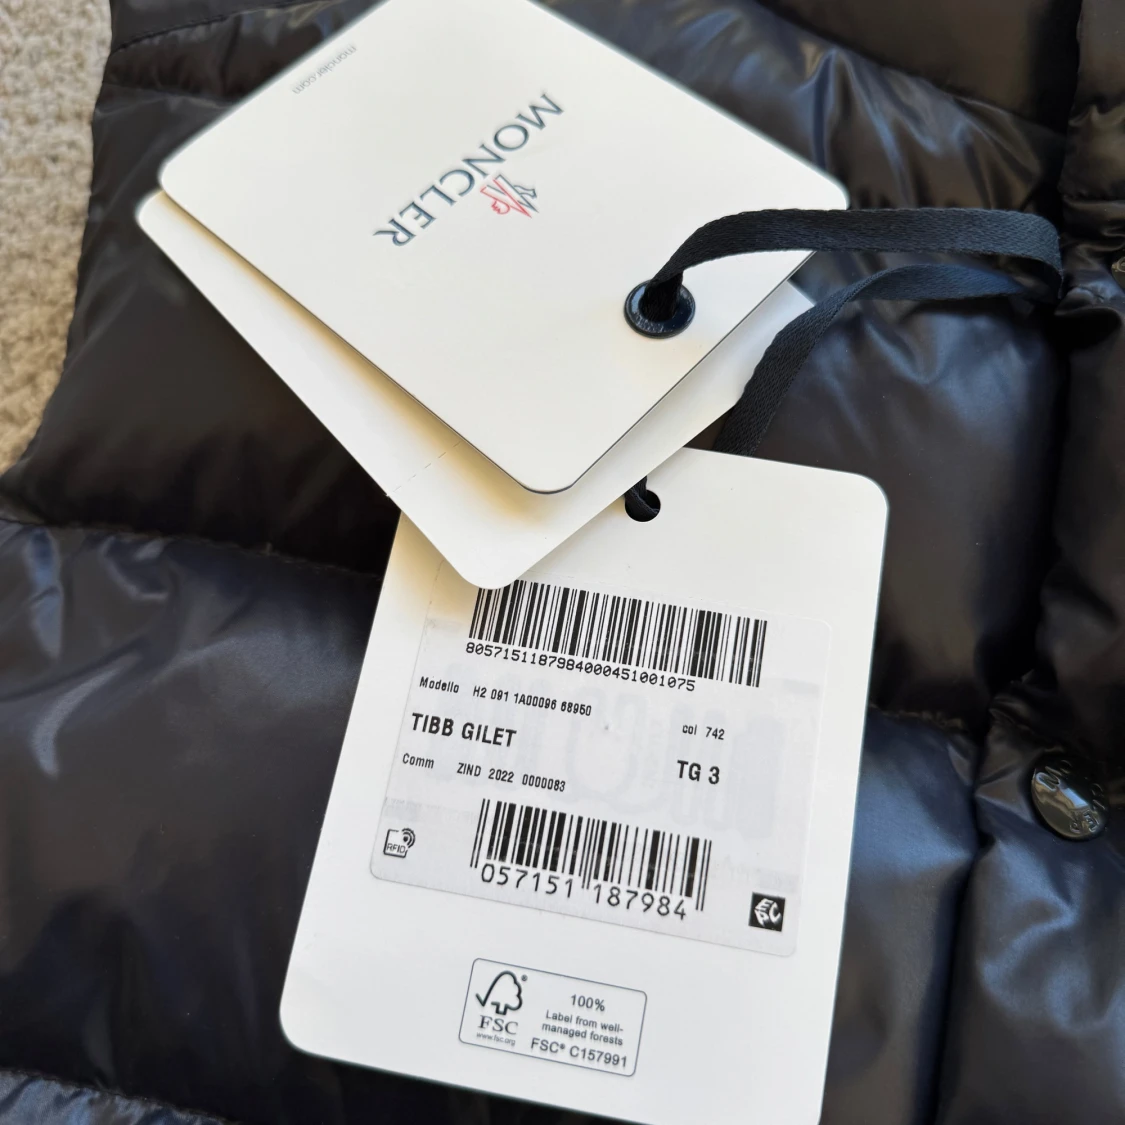 moncler.com
MONCLER
8057151187984000451001075
Modello H2 091 1A00096 68950
col 742
TIBB GILET
TG 3
Comm ZIND 2022 0000083
RFID
057151 187984
EPC
FSC®
www.fsc.org
100%
Label from well-
managed forests
FSC® C157991